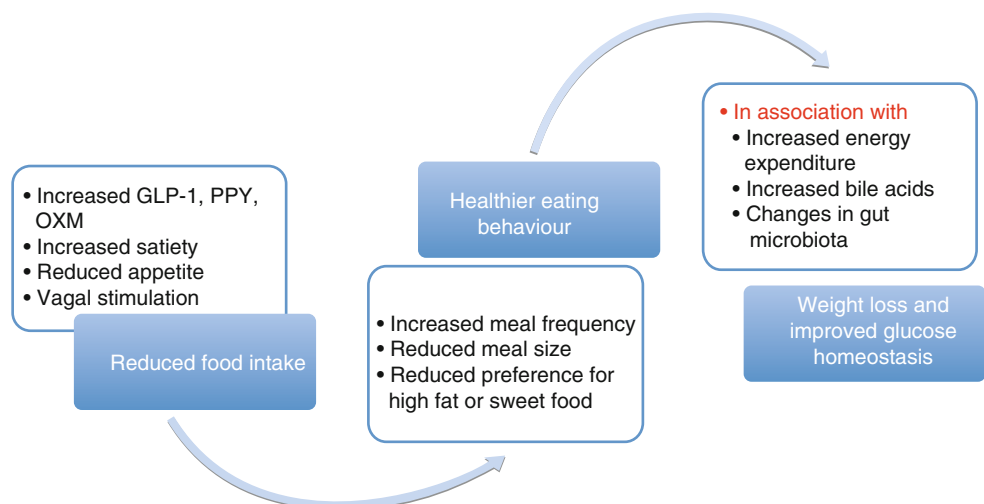 • Increased GLP-1, PPY,
OXM
• Increased satiety
• Reduced appetite
• Vagal stimulation
Reduced food intake
Healthier eating
behaviour
• Increased meal frequency
• Reduced meal size
• Reduced preference for
high fat or sweet food
• In association with
• Increased energy
expenditure
• Increased bile acids
• Changes in gut
microbiota
Weight loss and
improved glucose
homeostasis